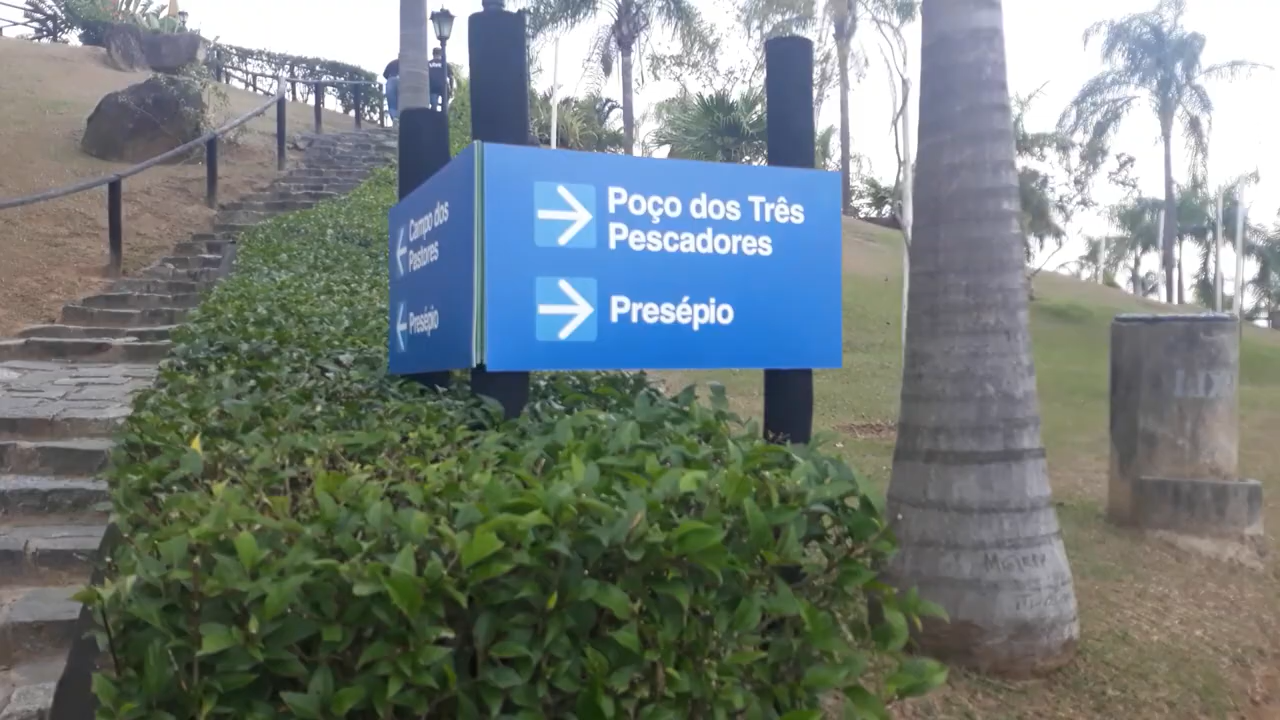 Campo dos
Pastores
Presépio
Poço dos Três
Pescadores
Presépio